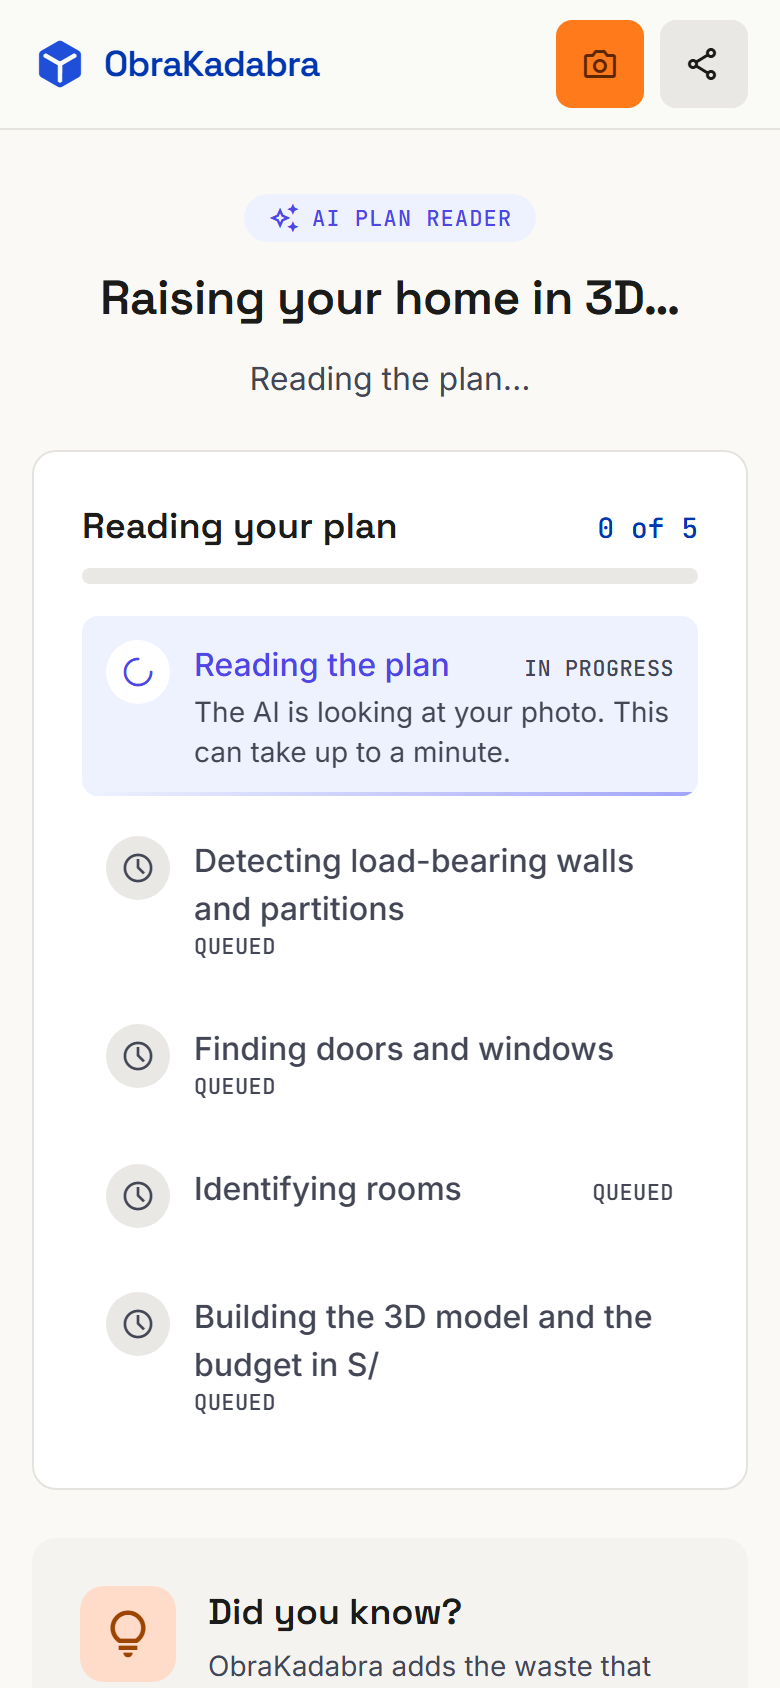 ObraKadabra
AI PLAN READER
Raising your home in 3D...
Reading the plan...
Reading your plan
0 of 5
Reading the plan
IN PROGRESS
The AI is looking at your photo. This
can take up to a minute.
Detecting load-bearing walls
and partitions
QUEUED
Finding doors and windows
QUEUED
Identifying rooms
QUEUED
Building the 3D model and the
budget in S/
QUEUED
Did you know?
ObraKadabra adds the waste that